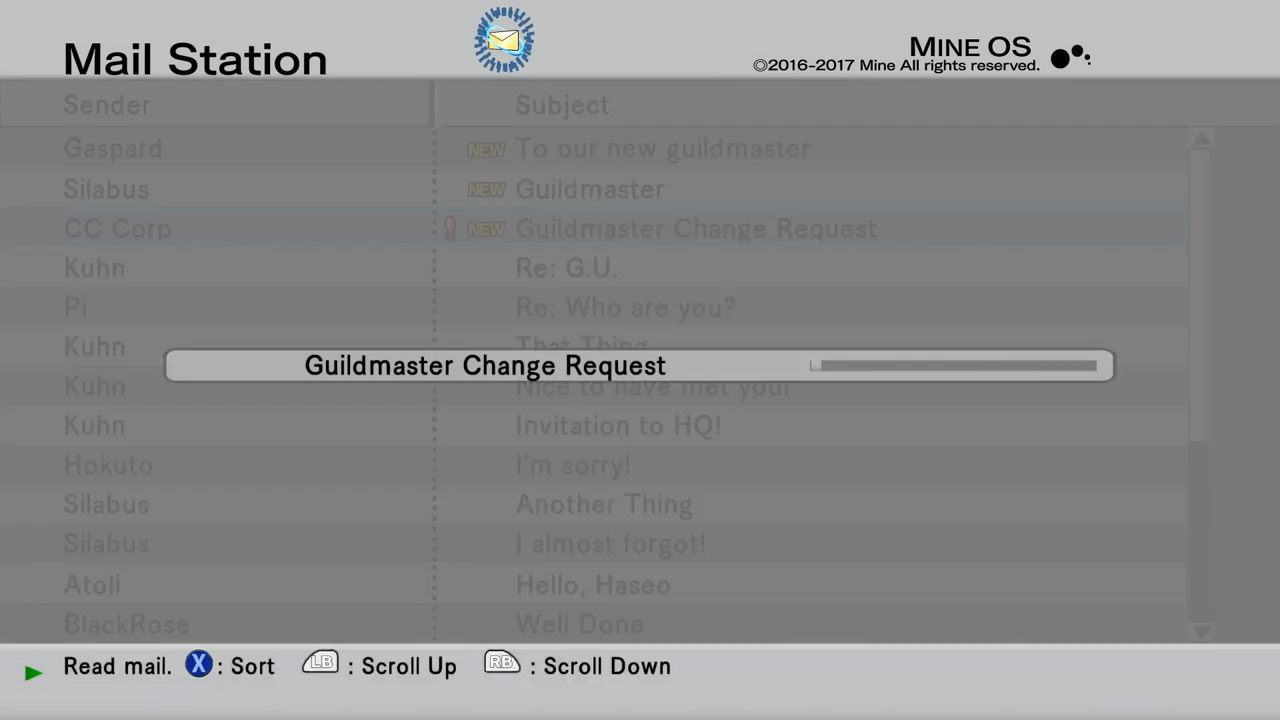 Mail Station
MINE OS
©2016-2017 Mine All rights reserved.
Sender Subject
Gaspard NEW To our new guildmaster
Silabus NEW Guildmaster
CC Corp NEW Guildmaster Change Request
Kuhn Re: G.U.
Pi Re: Who are you?
Kuhn That Thing
Guildmaster Change Request
Kuhn Nice to have met you!
Kuhn Invitation to HQ!
Hokuto I'm sorry!
Silabus Another Thing
Silabus I almost forgot!
Atoli Hello, Haseo
BlackRose Well Done
Read mail. X : Sort LB : Scroll Up RB : Scroll Down